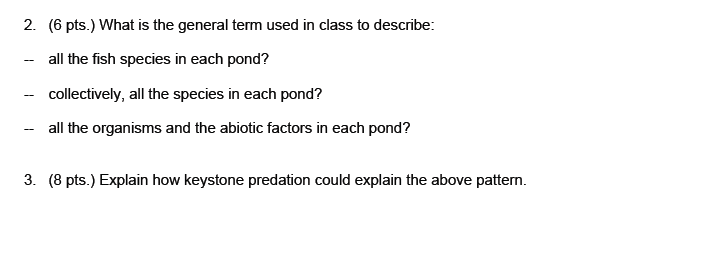 2. (6 pts.) What is the general term used in class to describe:
-- all the fish species in each pond?
-- collectively, all the species in each pond?
-- all the organisms and the abiotic factors in each pond?
3. (8 pts.) Explain how keystone predation could explain the above pattern.